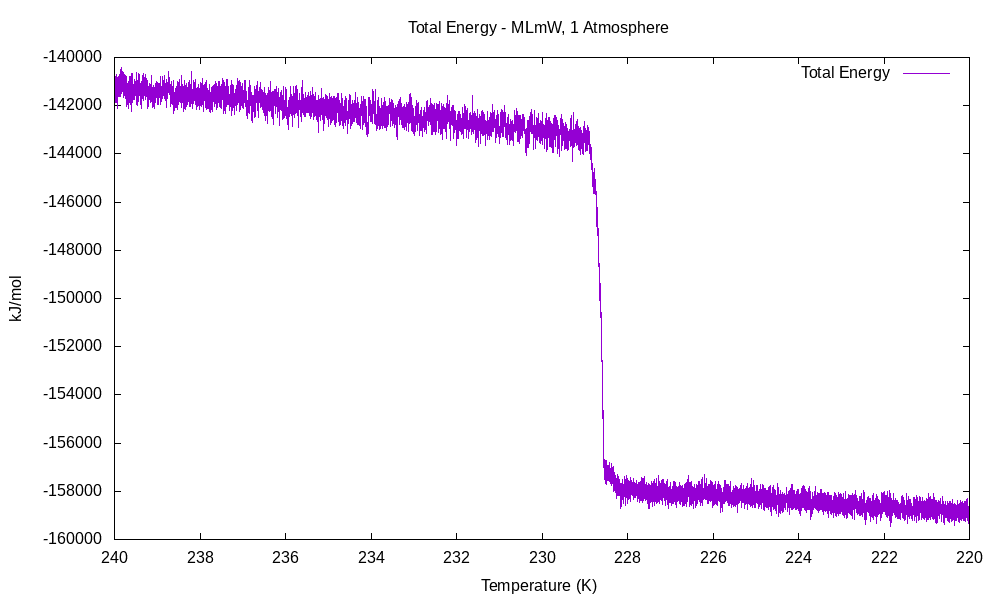 Total Energy - MLmW, 1 Atmosphere
Total Energy
-140000
-142000
-144000
-146000
-148000
-150000
-152000
-154000
-156000
-158000
-160000
kJ/mol
240 238 236 234 232 230 228 226 224 222 220
Temperature (K)